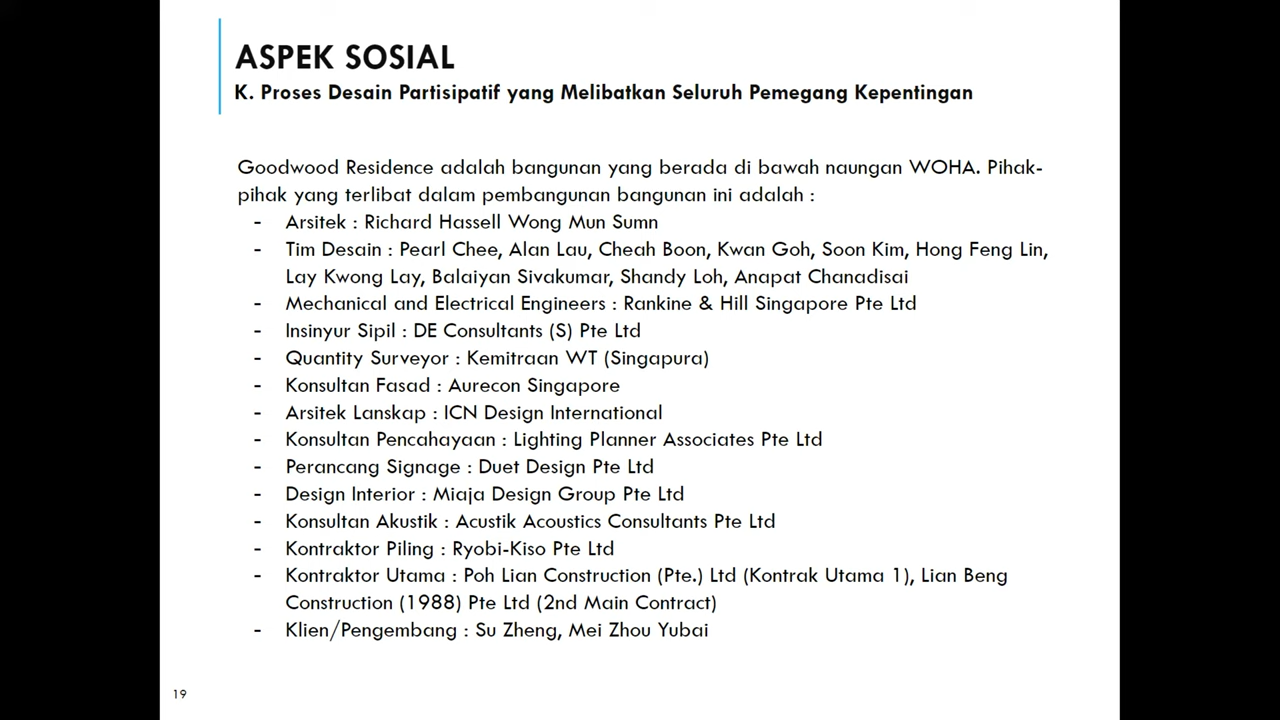 ASPEK SOSIAL
K. Proses Desain Partisipatif yang Melibatkan Seluruh Pemegang Kepentingan
Goodwood Residence adalah bangunan yang berada di bawah naungan WOHA. Pihak-
pihak yang terlibat dalam pembangunan bangunan ini adalah :
- Arsitek : Richard Hassell Wong Mun Sumn
- Tim Desain : Pearl Chee, Alan Lau, Cheah Boon, Kwan Goh, Soon Kim, Hong Feng Lin,
Lay Kwong Lay, Balaiyan Sivakumar, Shandy Loh, Anapat Chanadisai
- Mechanical and Electrical Engineers : Rankine & Hill Singapore Pte Ltd
- Insinyur Sipil : DE Consultants (S) Pte Ltd
- Quantity Surveyor : Kemitraan WT (Singapura)
- Konsultan Fasad : Aurecon Singapore
- Arsitek Lanskap : ICN Design International
- Konsultan Pencahayaan : Lighting Planner Associates Pte Ltd
- Perancang Signage : Duet Design Pte Ltd
- Design Interior : Miaja Design Group Pte Ltd
- Konsultan Akustik : Acustik Acoustics Consultants Pte Ltd
- Kontraktor Piling : Ryobi-Kiso Pte Ltd
- Kontraktor Utama : Poh Lian Construction (Pte.) Ltd (Kontrak Utama 1), Lian Beng
Construction (1988) Pte Ltd (2nd Main Contract)
- Klien/Pengembang : Su Zheng, Mei Zhou Yubai
19